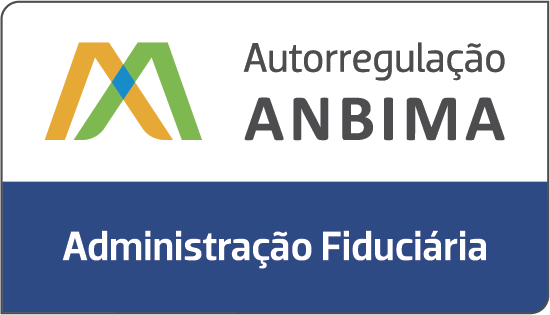 Autorregulação
ANBIMA
Administração Fiduciária